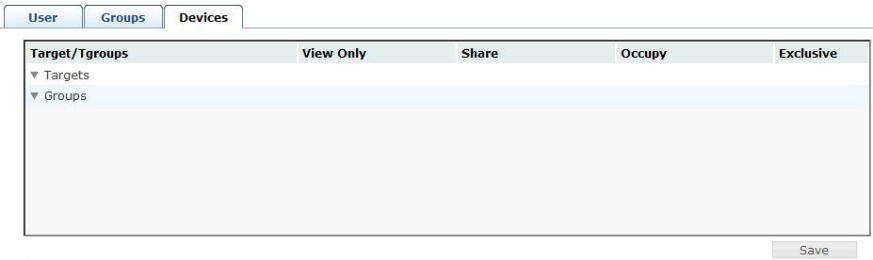 User Groups Devices
Target/Tgroups View Only Share Occupy Exclusive
Targets
Groups
Save